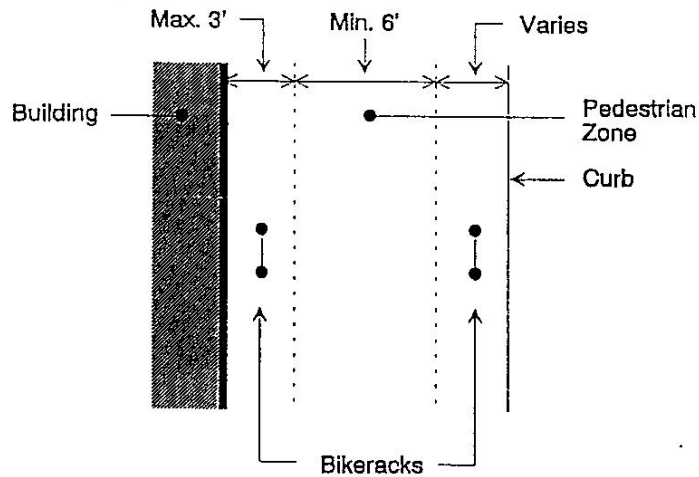 Max. 3' Min. 6' Varies
Building
Pedestrian
Zone
Curb
Bikeracks